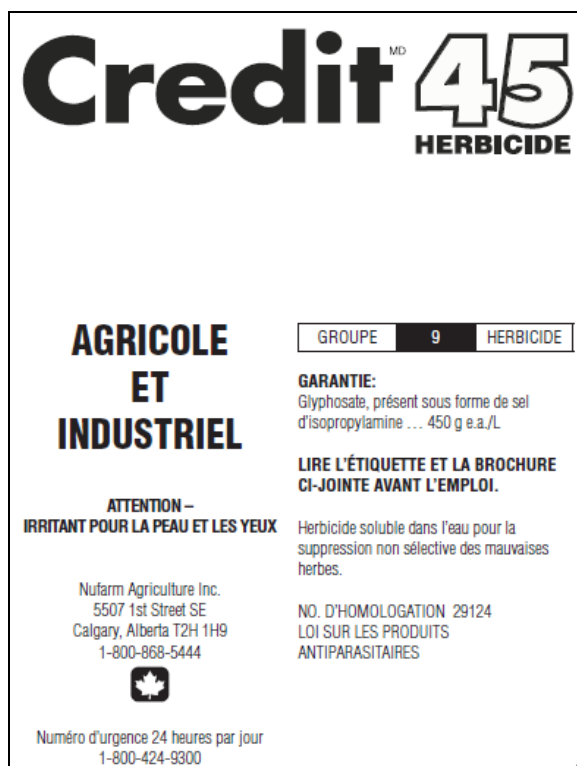 Credit MD 45
HERBICIDE
AGRICOLE
ET
INDUSTRIEL
ATTENTION –
IRRITANT POUR LA PEAU ET LES YEUX
Nufarm Agriculture Inc.
5507 1st Street SE
Calgary, Alberta T2H 1H9
1-800-868-5444
Numéro d'urgence 24 heures par jour
1-800-424-9300
GROUPE 9 HERBICIDE
GARANTIE:
Glyphosate, présent sous forme de sel
d'isopropylamine … 450 g e.a./L
LIRE L'ÉTIQUETTE ET LA BROCHURE
CI-JOINTE AVANT L'EMPLOI.
Herbicide soluble dans l'eau pour la
suppression non sélective des mauvaises
herbes.
NO. D'HOMOLOGATION 29124
LOI SUR LES PRODUITS
ANTIPARASITAIRES